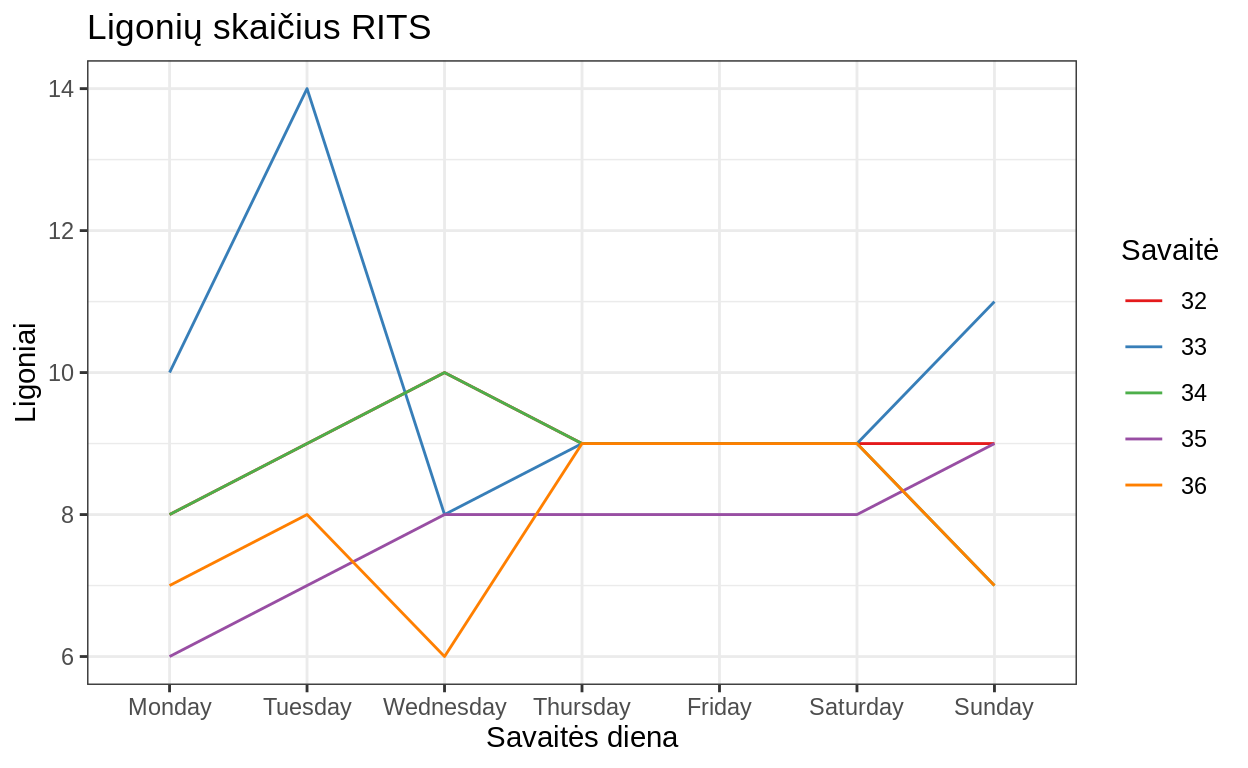 Ligonių skaičius RITS
14
12
10
8
6
Ligoniai
Monday Tuesday Wednesday Thursday Friday Saturday Sunday
Savaitės diena
Savaitė
32
33
34
35
36